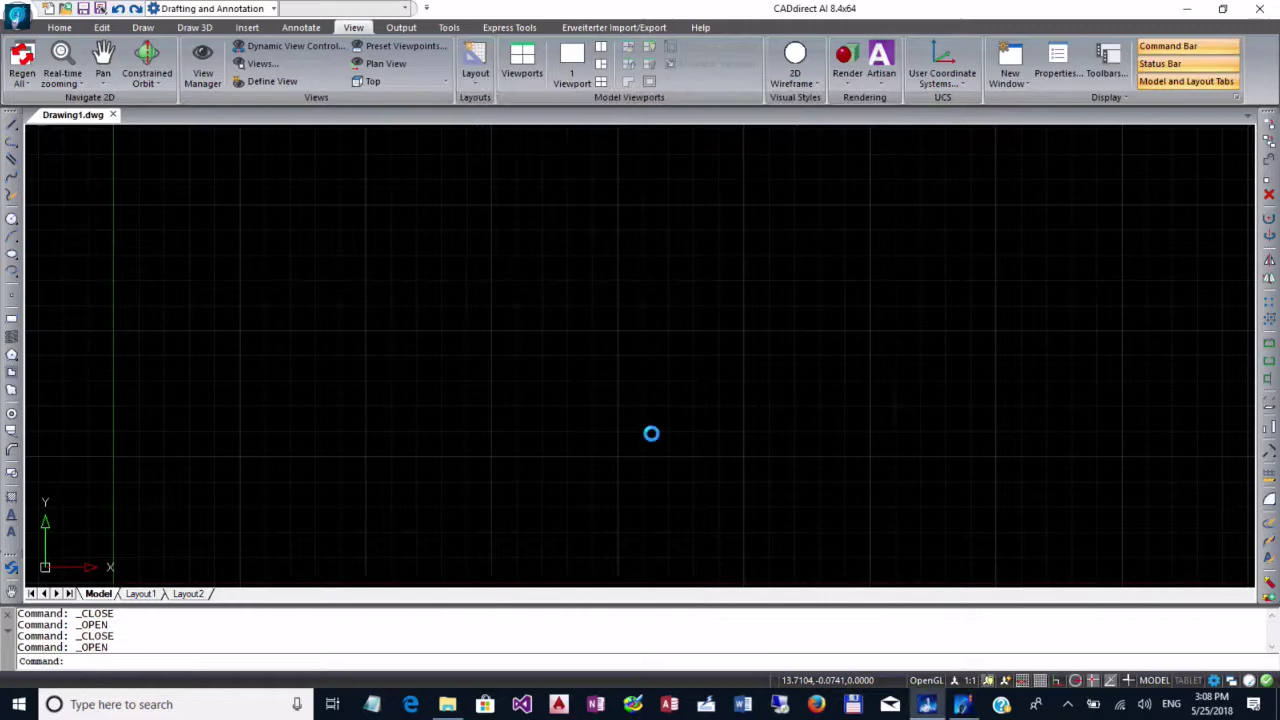 Drafting and Annotation
CADdirect AI 8.4x64
Home Edit Draw Draw 3D Insert Annotate View Output Tools Express Tools Erweiterter Import/Export Help
Regen All
Real-time zooming
Pan
Constrained Orbit
Navigate 2D
View Manager
Dynamic View Control...
Views...
Define View
Preset Viewpoints...
Plan View
Top
Views
Layout
Layouts
Viewports
1 Viewport
Model Viewports
2D Wireframe
Visual Styles
Render
Artisan
Rendering
User Coordinate Systems...
UCS
New Window
Properties...
Toolbars...
Command Bar
Status Bar
Model and Layout Tabs
Display
Drawing1.dwg
Y
X
Model Layout1 Layout2
Command: _CLOSE
Command: _OPEN
Command: _CLOSE
Command: _OPEN
Command:
13.7104,-0.0741,0.0000 OpenGL 1:1 MODEL TABLET
Type here to search
ENG
3:08 PM
5/25/2018